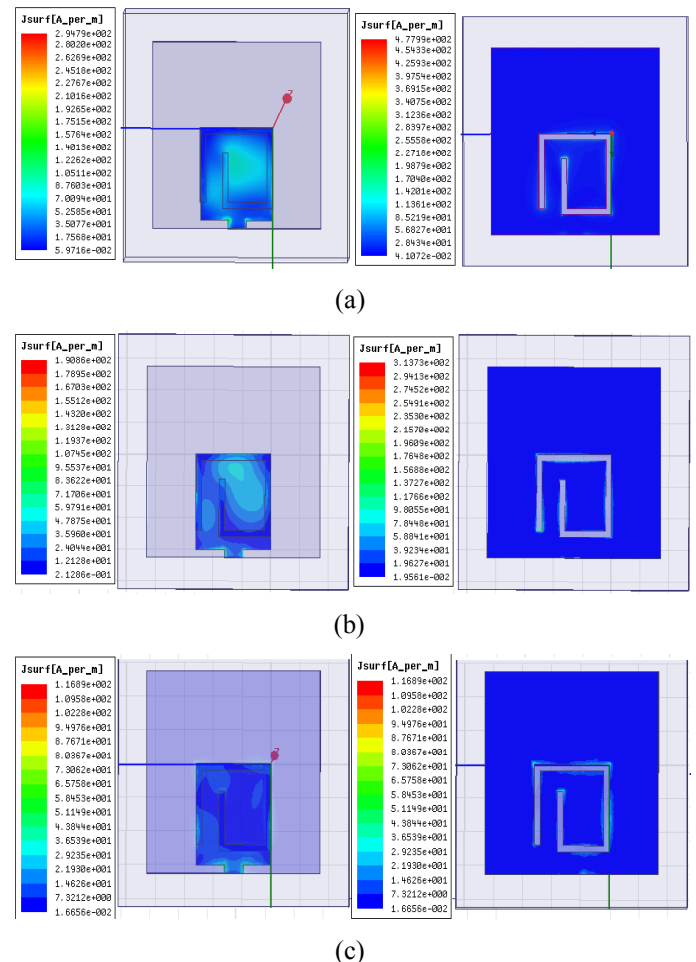 Jsurf[A_per_m]
2.9479e+002
2.8020e+002
2.6269e+002
2.4518e+002
2.2767e+002
2.1016e+002
1.9265e+002
1.7515e+002
1.5764e+002
1.4013e+002
1.2262e+002
1.0511e+002
8.7603e+001
7.0094e+001
5.2585e+001
3.5077e+001
1.7568e+001
5.9716e-002
Jsurf[A_per_m]
4.7799e+002
4.5433e+002
4.2593e+002
3.9754e+002
3.6915e+002
3.4075e+002
3.1236e+002
2.8397e+002
2.5558e+002
2.2718e+002
1.9879e+002
1.7040e+002
1.4201e+002
1.1361e+002
8.5219e+001
5.6827e+001
2.8434e+001
4.1072e-002
(a)
Jsurf[A_per_m]
1.9086e+002
1.7895e+002
1.6703e+002
1.5512e+002
1.4320e+002
1.3128e+002
1.1937e+002
1.0745e+002
9.5537e+001
8.3622e+001
7.1706e+001
5.9791e+001
4.7875e+001
3.5960e+001
2.4044e+001
1.2128e+001
2.1286e-001
Jsurf[A_per_m]
3.1373e+002
2.9413e+002
2.7452e+002
2.5491e+002
2.3530e+002
2.1570e+002
1.9609e+002
1.7648e+002
1.5688e+002
1.3727e+002
1.1766e+002
9.8055e+001
7.8448e+001
5.8841e+001
3.9234e+001
1.9627e+001
1.9561e-002
(b)
Jsurf[A_per_m]
1.1689e+002
1.0958e+002
1.0228e+002
9.4976e+001
8.7671e+001
8.0367e+001
7.3062e+001
6.5758e+001
5.8453e+001
5.1149e+001
4.3844e+001
3.6539e+001
2.9235e+001
2.1930e+001
1.4626e+001
7.3212e+000
1.6656e-002
Jsurf[A_per_m]
1.1689e+002
1.0958e+002
1.0228e+002
9.4976e+001
8.7671e+001
8.0367e+001
7.3062e+001
6.5758e+001
5.8453e+001
5.1149e+001
4.3844e+001
3.6539e+001
2.9235e+001
2.1930e+001
1.4626e+001
7.3212e+000
1.6656e-002
(c)